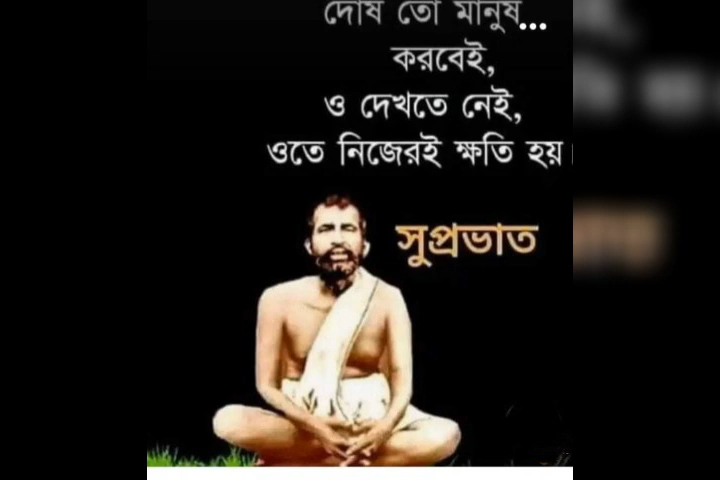 দোষ তো মানুষ...
করবেই,
ও দেখতে নেই,
ওতে নিজেরই ক্ষতি হয়।
সুপ্রভাত